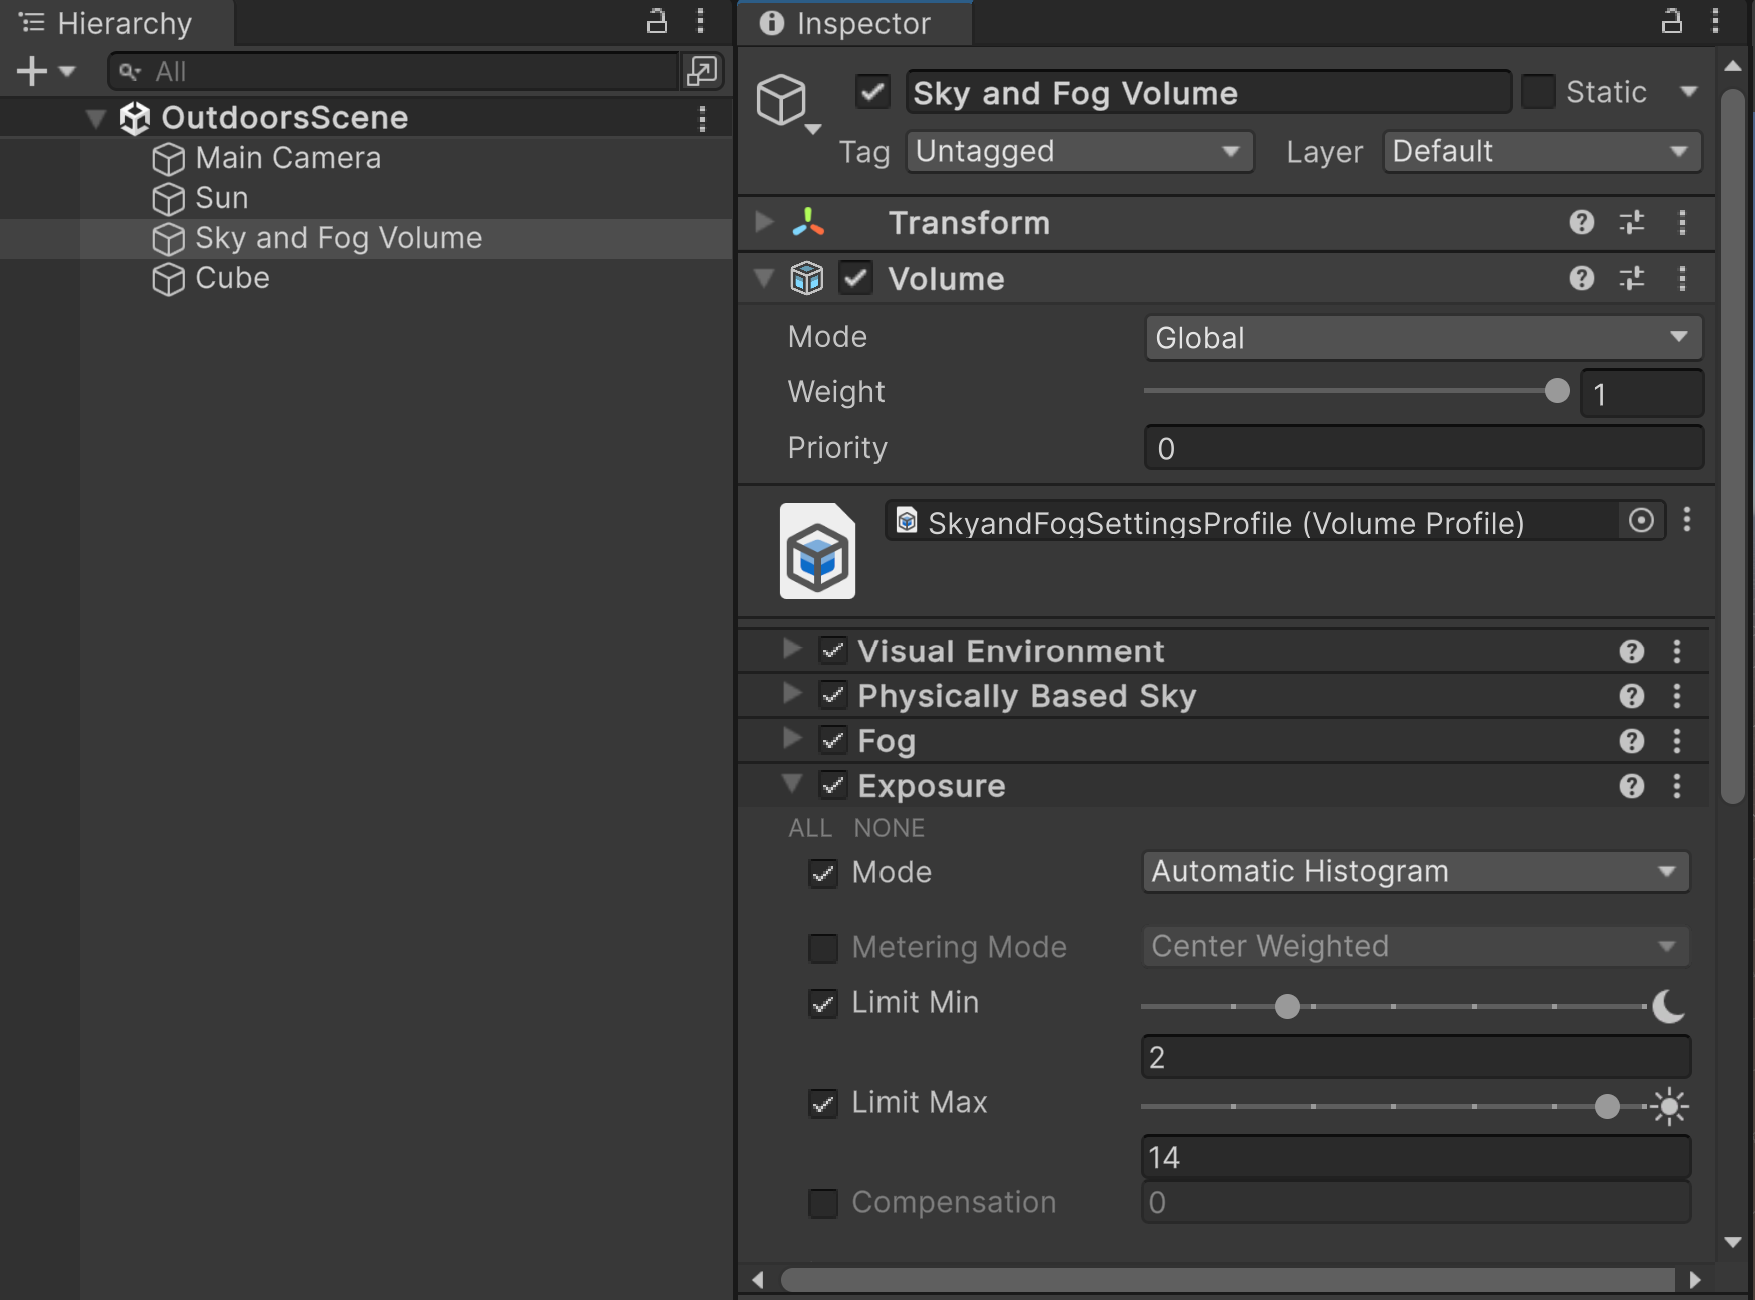 Hierarchy
All
OutdoorsScene
Main Camera
Sun
Sky and Fog Volume
Cube
Inspector
Sky and Fog Volume
Static
Tag
Untagged
Layer
Default
Transform
Volume
Mode
Global
Weight
1
Priority
0
SkyandFogSettingsProfile (Volume Profile)
Visual Environment
Physically Based Sky
Fog
Exposure
ALL NONE
Mode
Automatic Histogram
Metering Mode
Center Weighted
Limit Min
2
Limit Max
14
Compensation
0